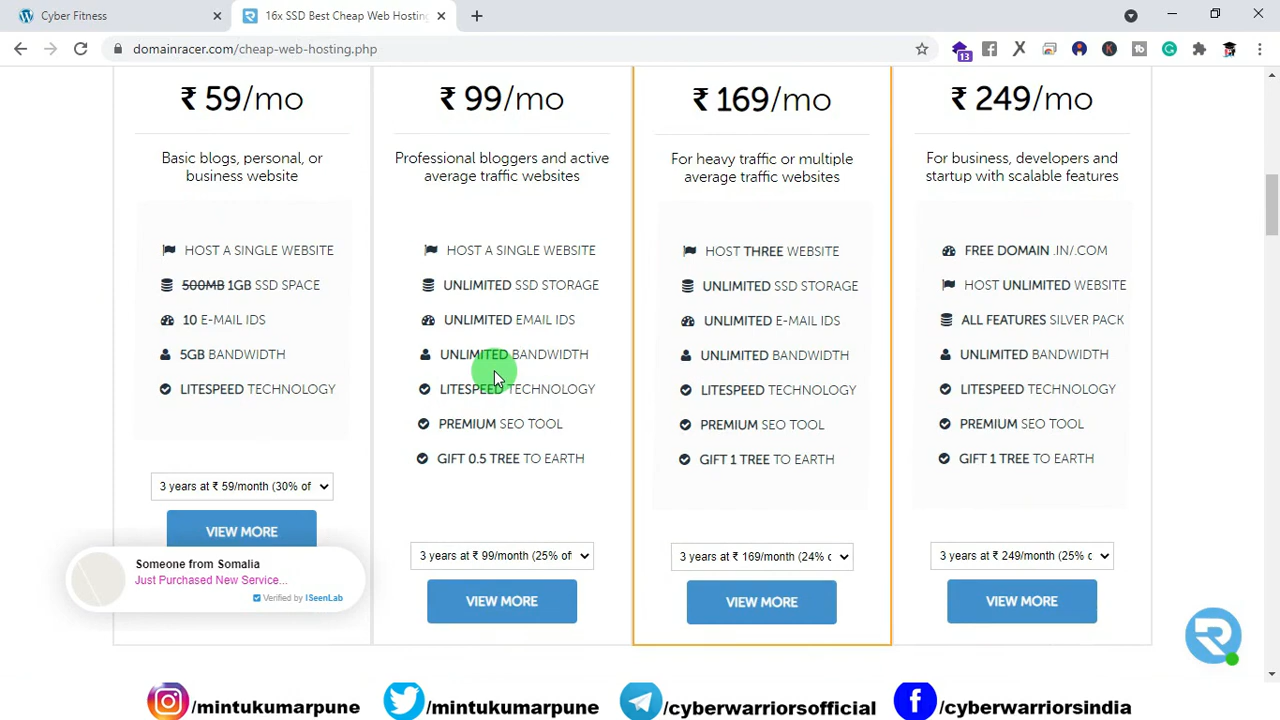 Cyber Fitness
16x SSD Best Cheap Web Hosting
domainracer.com/cheap-web-hosting.php
13
₹ 59/mo
Basic blogs, personal, or
business website
HOST A SINGLE WEBSITE
500MB 1GB SSD SPACE
10 E-MAIL IDS
5GB BANDWIDTH
LITESPEED TECHNOLOGY
3 years at ₹ 59/month (30% of
VIEW MORE
₹ 99/mo
Professional bloggers and active
average traffic websites
HOST A SINGLE WEBSITE
UNLIMITED SSD STORAGE
UNLIMITED EMAIL IDS
UNLIMITED BANDWIDTH
LITESPEED TECHNOLOGY
PREMIUM SEO TOOL
GIFT 0.5 TREE TO EARTH
3 years at ₹ 99/month (25% of
VIEW MORE
₹ 169/mo
For heavy traffic or multiple
average traffic websites
HOST THREE WEBSITE
UNLIMITED SSD STORAGE
UNLIMITED E-MAIL IDS
UNLIMITED BANDWIDTH
LITESPEED TECHNOLOGY
PREMIUM SEO TOOL
GIFT 1 TREE TO EARTH
3 years at ₹ 169/month (24% c
VIEW MORE
₹ 249/mo
For business, developers and
startup with scalable features
FREE DOMAIN .IN/.COM
HOST UNLIMITED WEBSITE
ALL FEATURES SILVER PACK
UNLIMITED BANDWIDTH
LITESPEED TECHNOLOGY
PREMIUM SEO TOOL
GIFT 1 TREE TO EARTH
3 years at ₹ 249/month (25% c
VIEW MORE
Someone from Somalia
Just Purchased New Service...
Verified by ISeenLab
/mintukumarpune
/mintukumarpune
/cyberwarriorsofficial
/cyberwarriorsindia